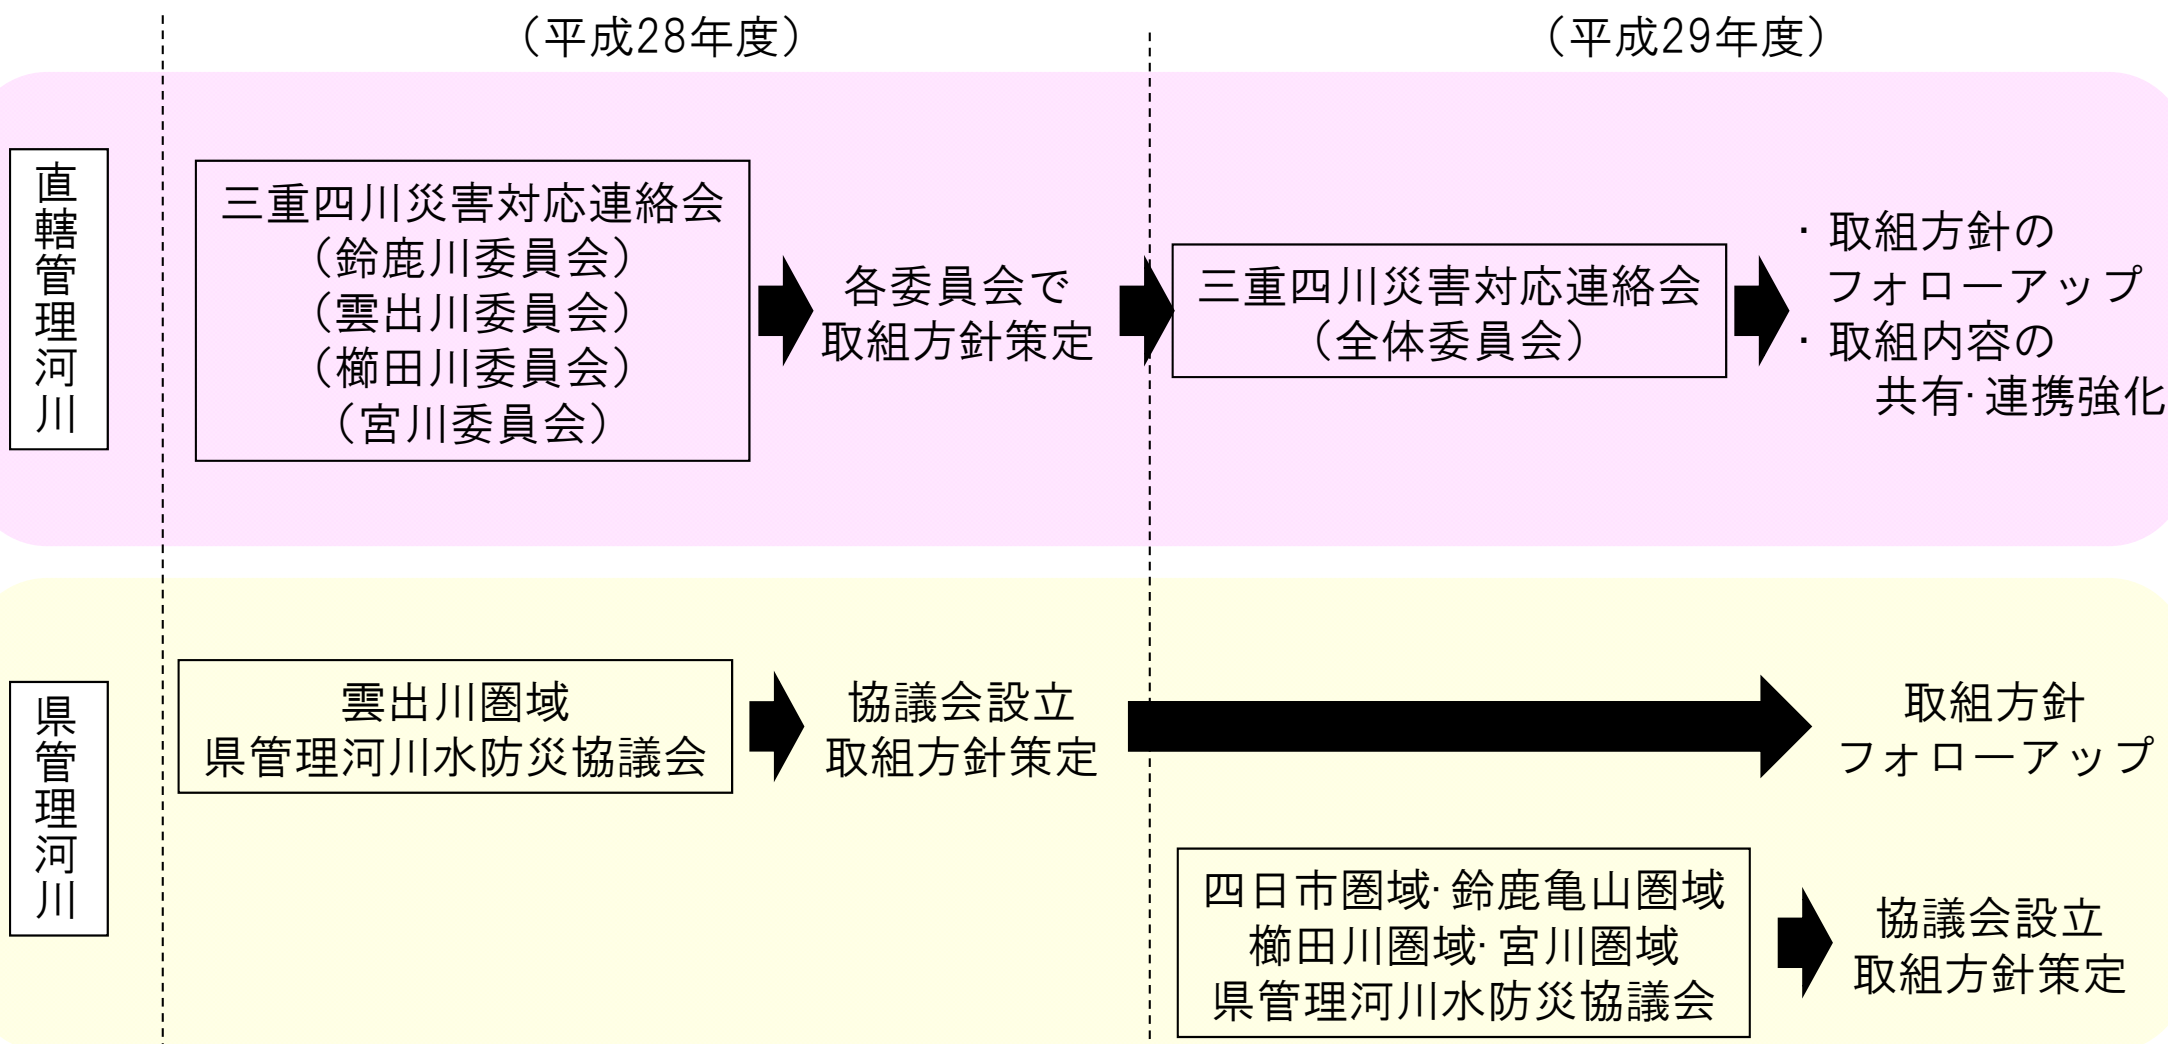 （平成28年度）
（平成29年度）
直轄管理河川
三重四川災害対応連絡会
（鈴鹿川委員会）
（雲出川委員会）
（櫛田川委員会）
（宮川委員会）
各委員会で
取組方針策定
三重四川災害対応連絡会
（全体委員会）
・取組方針の
フォローアップ
・取組内容の
共有・連携強化
県管理河川
雲出川圏域
県管理河川水防災協議会
協議会設立
取組方針策定
取組方針
フォローアップ
四日市圏域・鈴鹿亀山圏域
櫛田川圏域・宮川圏域
県管理河川水防災協議会
協議会設立
取組方針策定